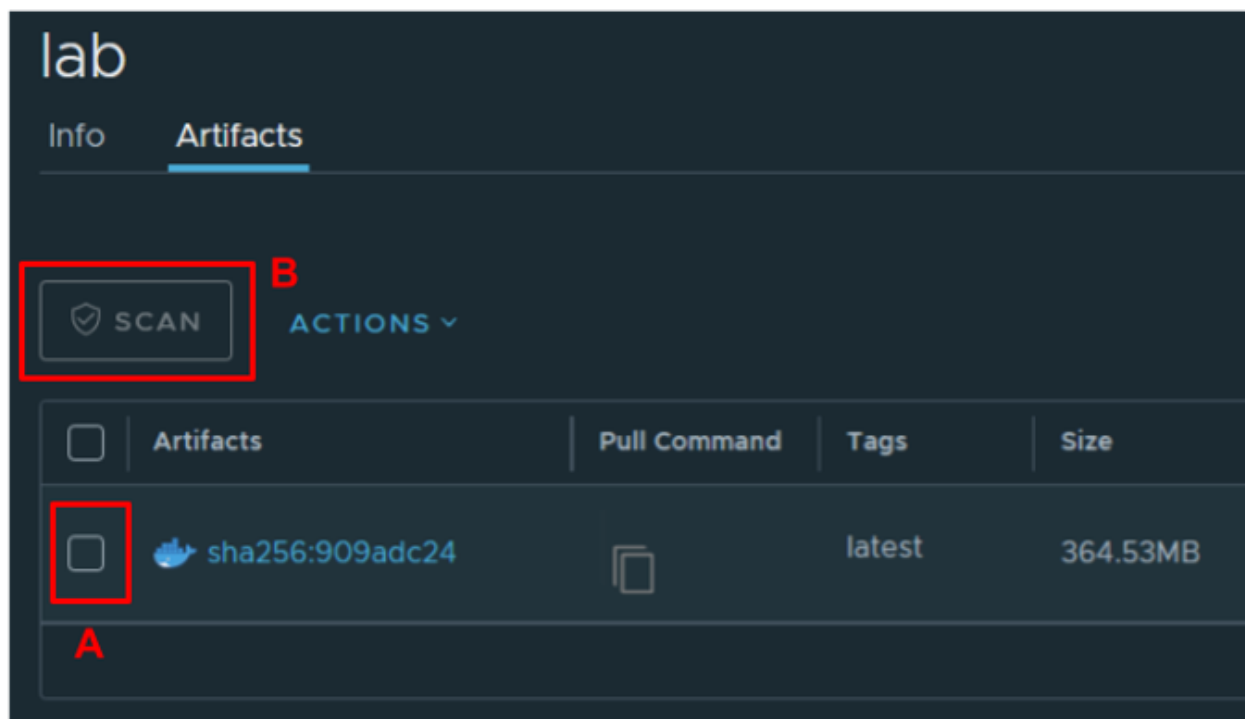 lab
Info Artifacts
B
SCAN ACTIONS
Artifacts Pull Command Tags Size
sha256:909adc24 latest 364.53MB
A